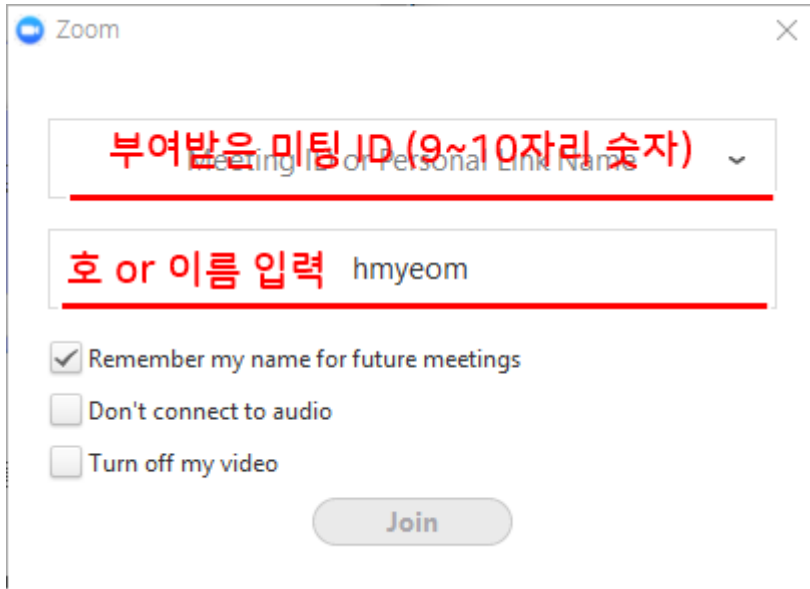 Zoom
부여받은 미팅 ID (9~10자리 숫자)
Meeting ID or Personal Link Name
호 or 이름 입력 hmyeom
Remember my name for future meetings
Don't connect to audio
Turn off my video
Join